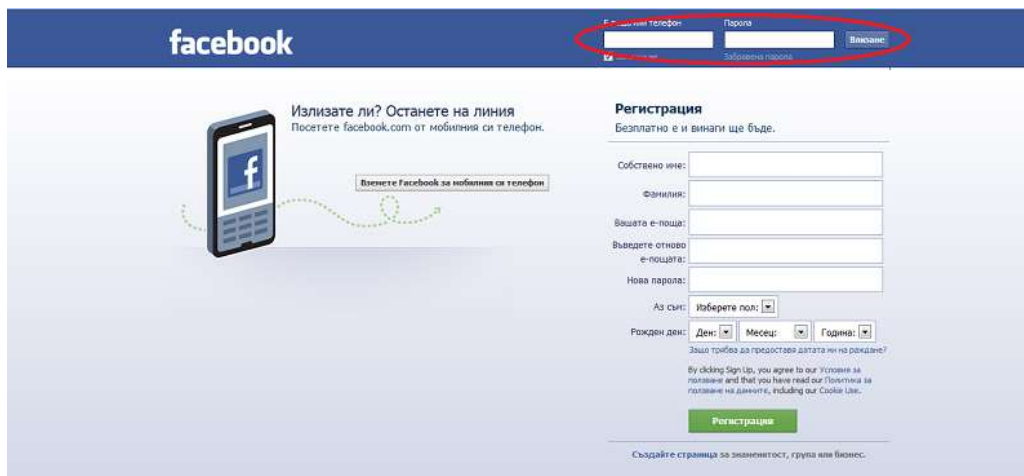 facebook
или телефон
Парола
Влизане
Забравена парола
Излизате ли? Останете на линия
Посетете facebook.com от мобилния си телефон.
Вземете Facebook за мобилния си телефон
Регистрация
Безплатно е и винаги ще бъде.
Собствено име:
Фамилия:
Вашата е-поща:
Въведете отново
е-пощата:
Нова парола:
Аз съм: Изберете пол:
Рожден ден: Ден: Месец: Година:
Защо трябва да предоставя датата ми на раждане?
By clicking Sign Up, you agree to our Условия за
ползване and that you have read our Политика за
ползване на данните, including our Cookie Use.
Регистрация
Създайте страница за знаменитост, група или бизнес.